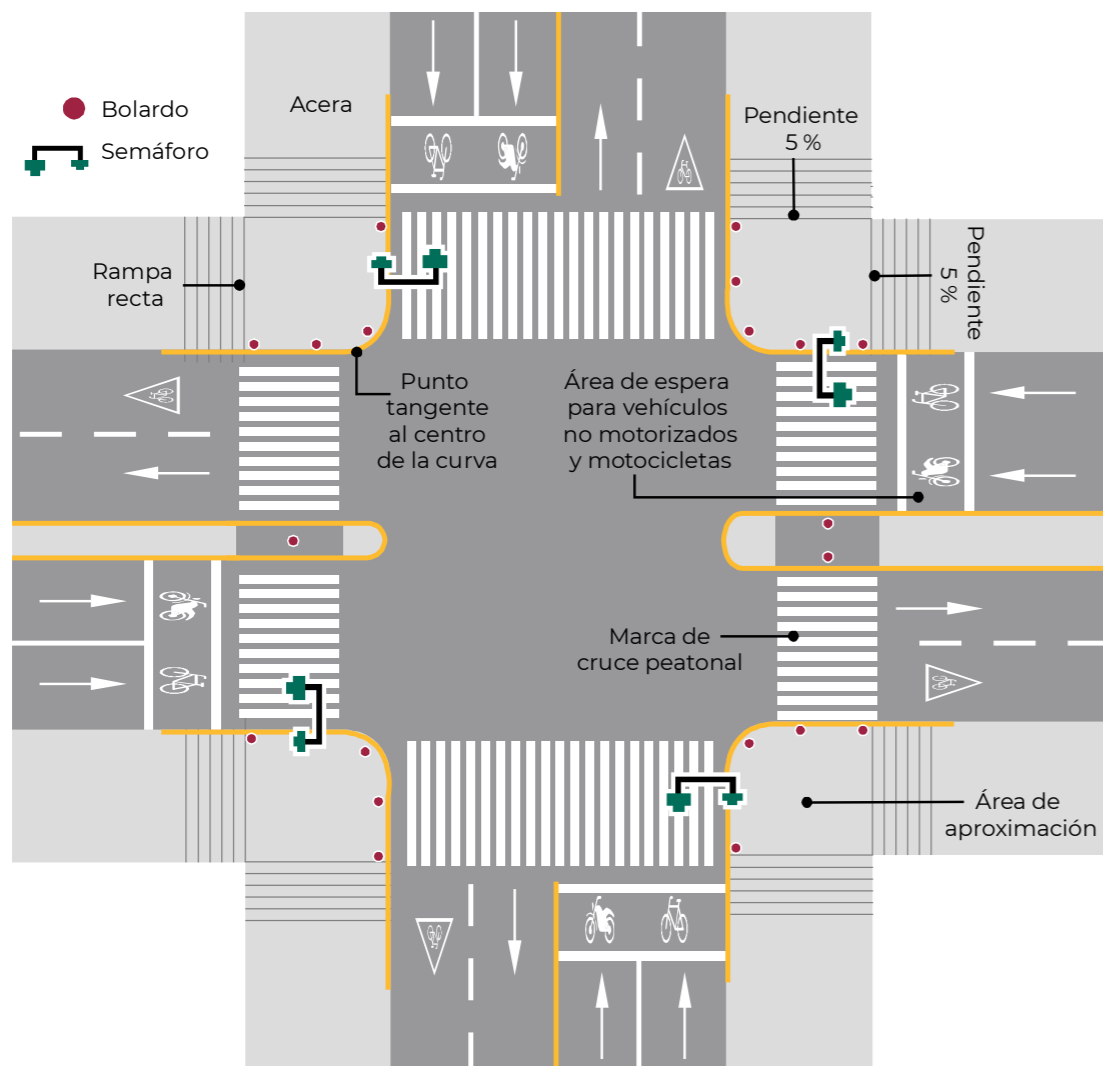 Bolardo
Semáforo
Acera
Pendiente
5 %
Rampa
recta
Pendiente
5 %
Punto
tangente
al centro
de la curva
Área de espera
para vehículos
no motorizados
y motocicletas
Marca de
cruce peatonal
Área de
aproximación